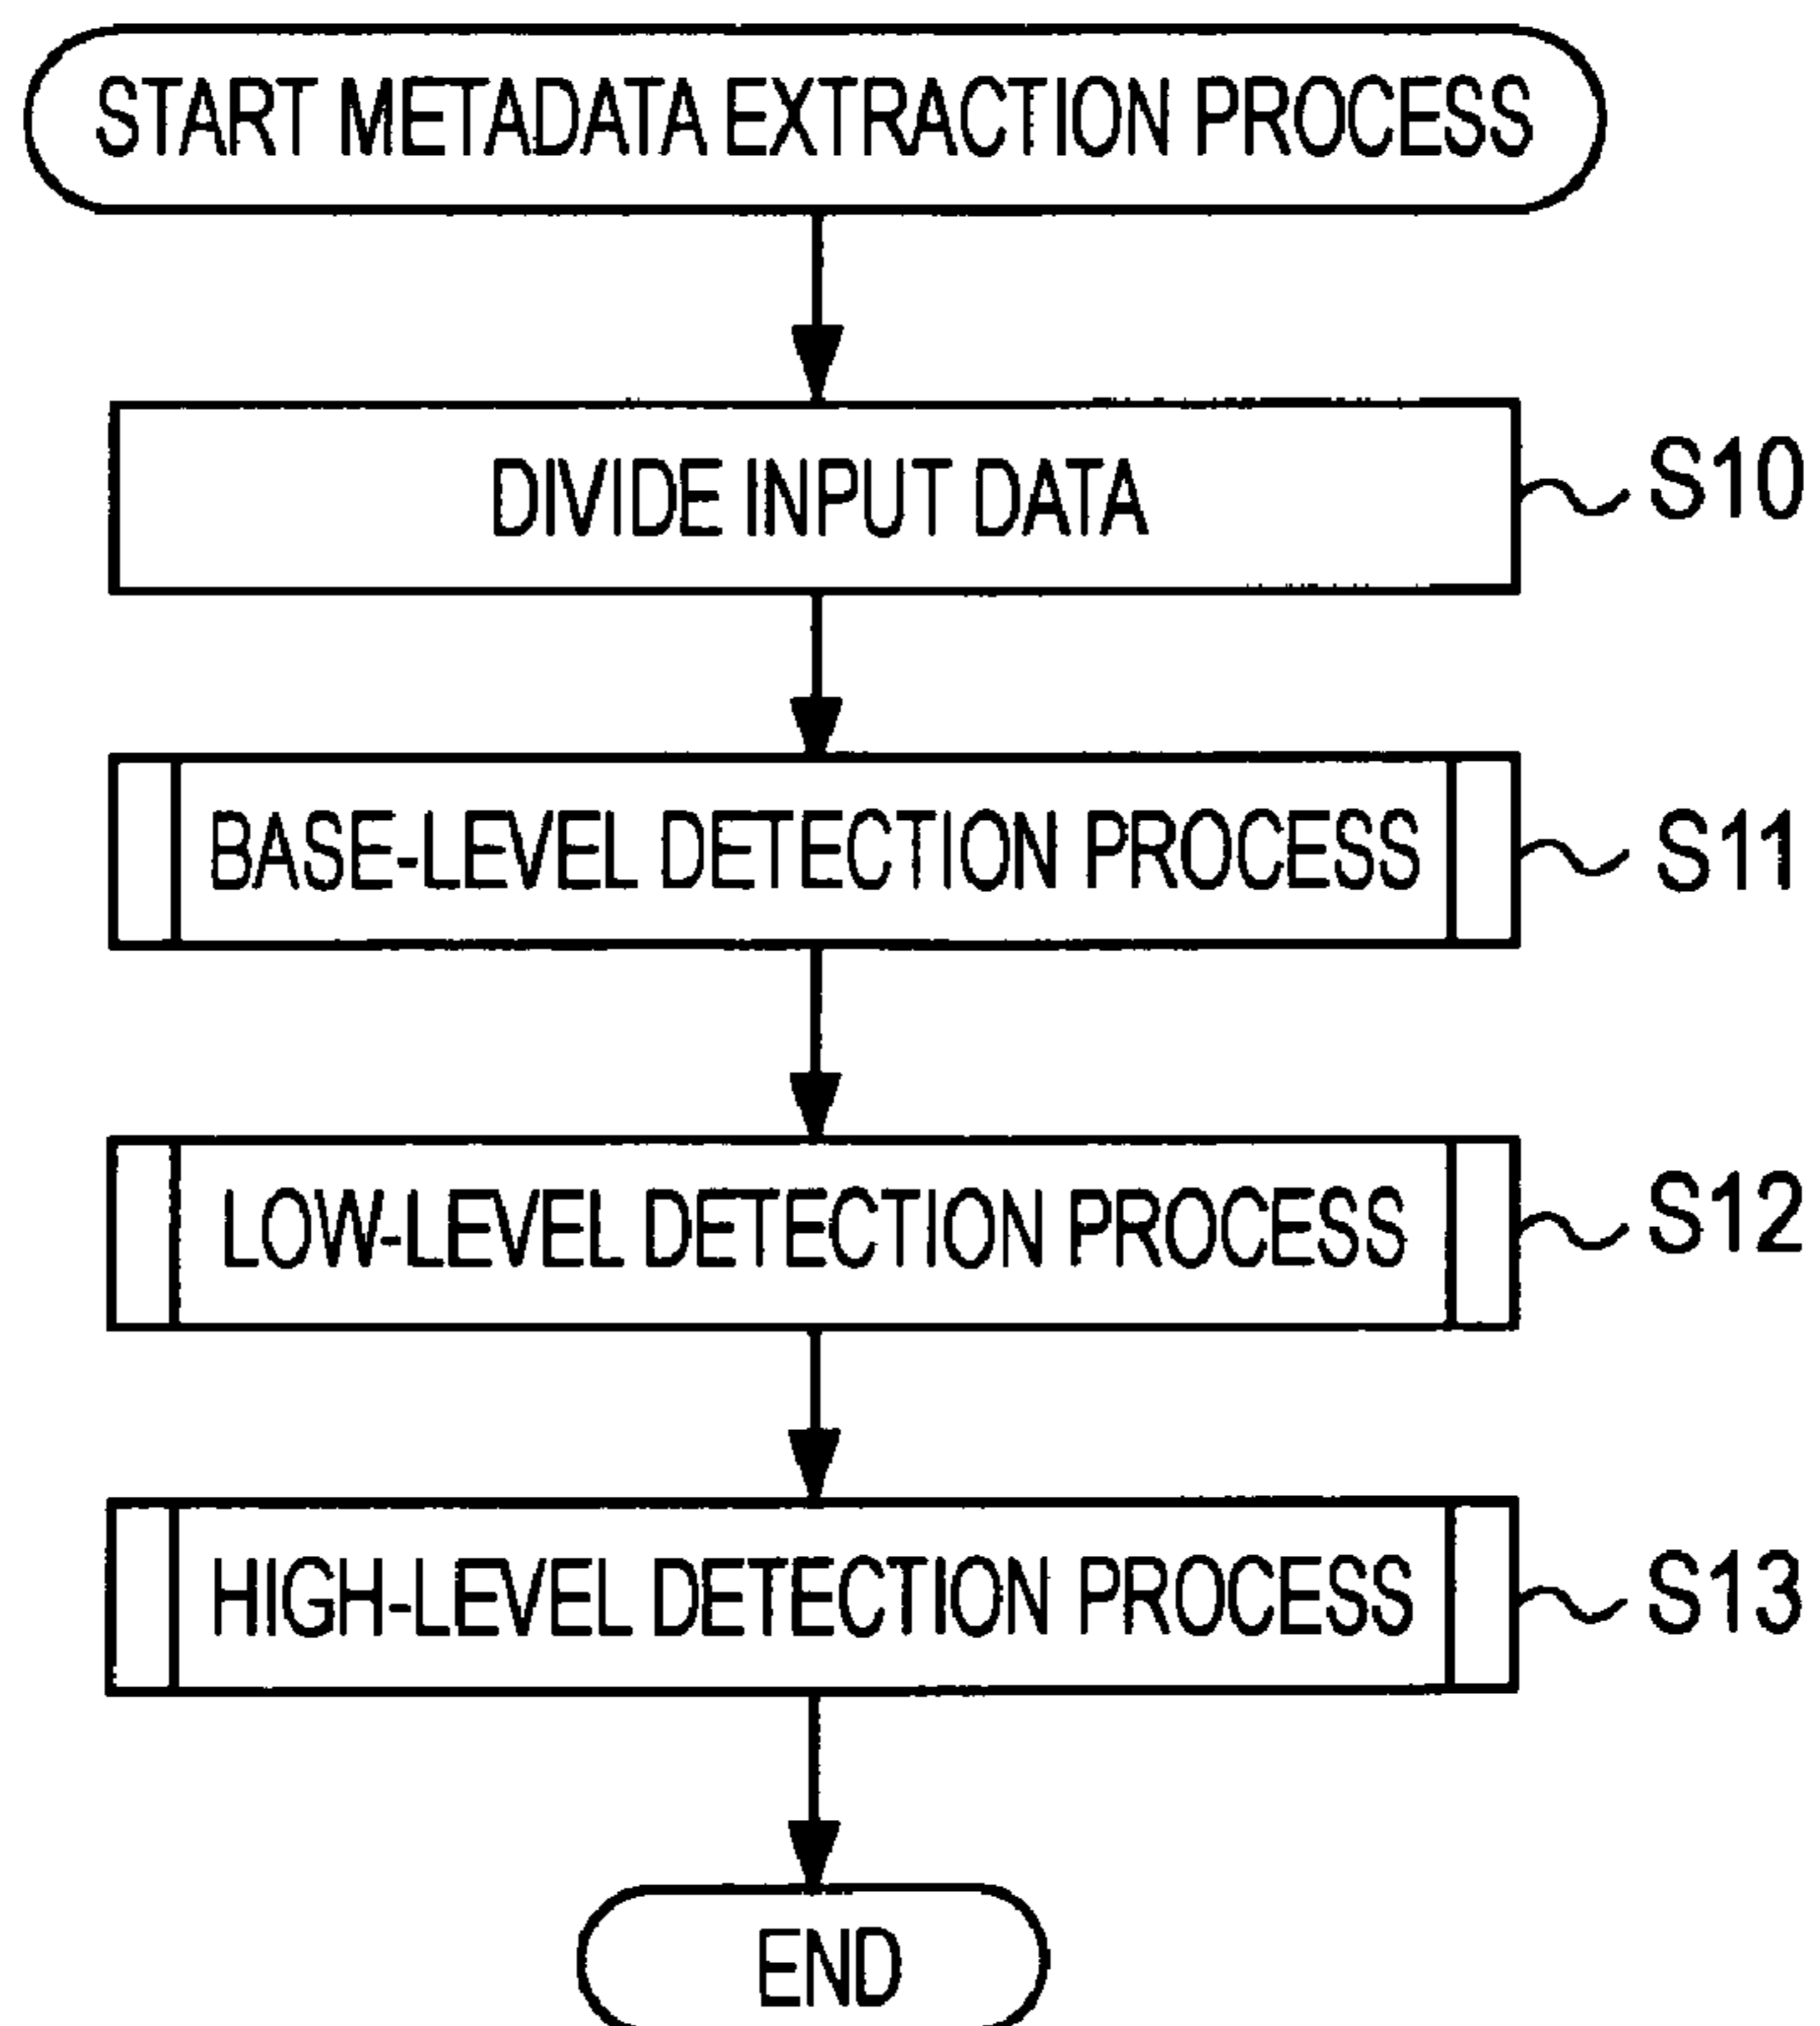 START METADATA EXTRACTION PROCESS
DIVIDE INPUT DATA
S10
BASE-LEVEL DETECTION PROCESS
S11
LOW-LEVEL DETECTION PROCESS
S12
HIGH-LEVEL DETECTION PROCESS
S13
END